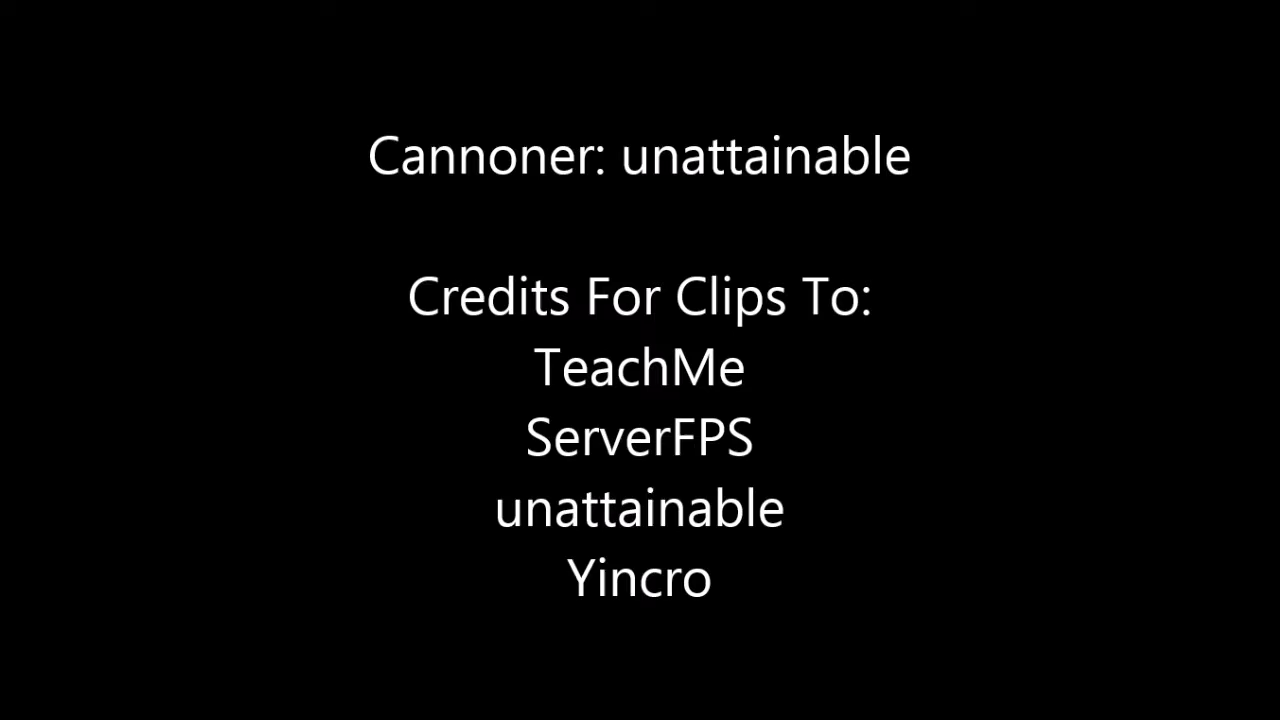 Cannoner: unattainable
Credits For Clips To:
TeachMe
ServerFPS
unattainable
Yincro